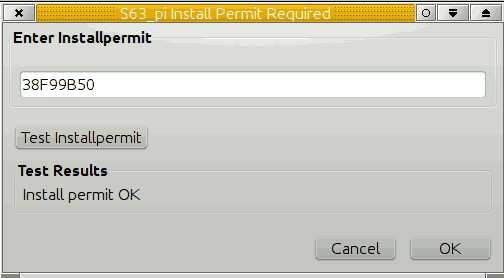 S63_pi Install Permit Required
Enter Installpermit
38F99B50
Test Installpermit
Test Results
Install permit OK
Cancel
OK